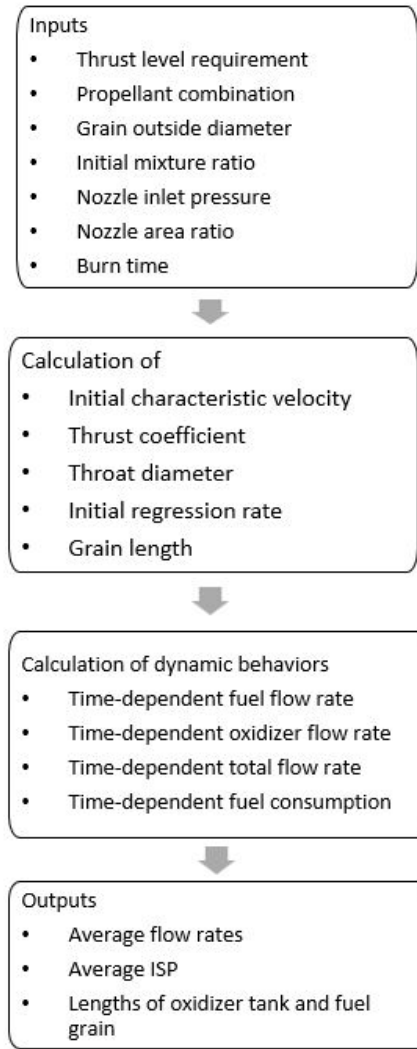 Inputs
• Thrust level requirement
• Propellant combination
• Grain outside diameter
• Initial mixture ratio
• Nozzle inlet pressure
• Nozzle area ratio
• Burn time
Calculation of
• Initial characteristic velocity
• Thrust coefficient
• Throat diameter
• Initial regression rate
• Grain length
Calculation of dynamic behaviors
• Time-dependent fuel flow rate
• Time-dependent oxidizer flow rate
• Time-dependent total flow rate
• Time-dependent fuel consumption
Outputs
• Average flow rates
• Average ISP
• Lengths of oxidizer tank and fuel
grain